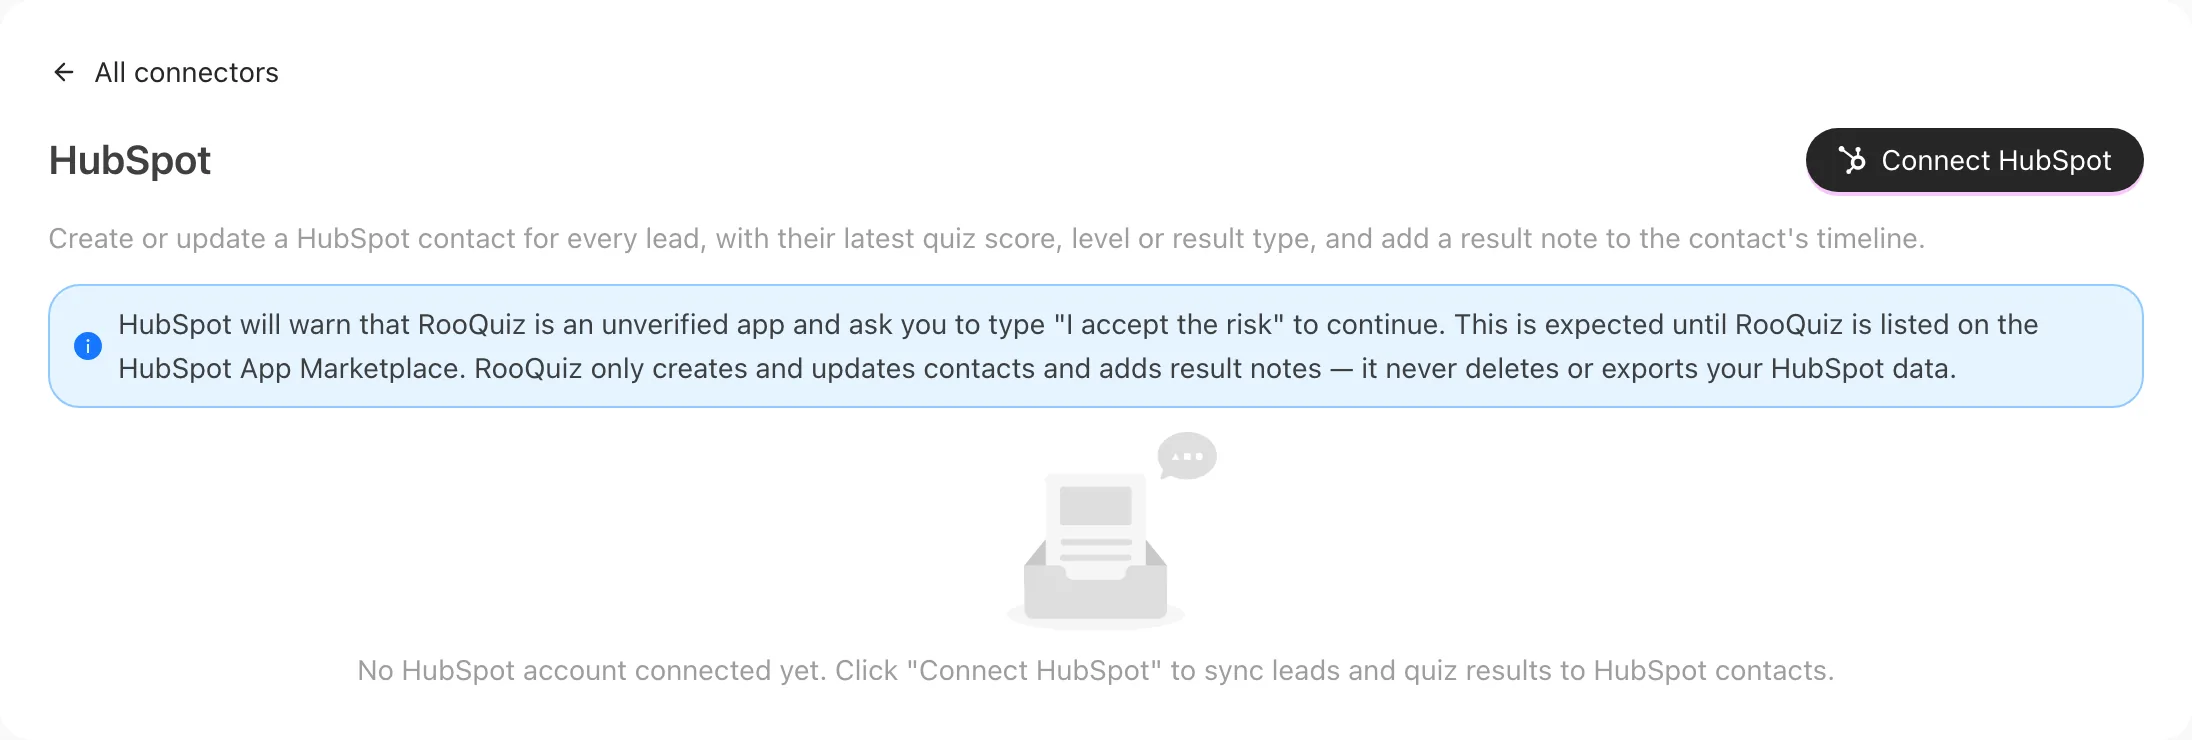 All connectors
HubSpot
Connect HubSpot
Create or update a HubSpot contact for every lead, with their latest quiz score, level or result type, and add a result note to the contact's timeline.
HubSpot will warn that RooQuiz is an unverified app and ask you to type "I accept the risk" to continue. This is expected until RooQuiz is listed on the
HubSpot App Marketplace. RooQuiz only creates and updates contacts and adds result notes — it never deletes or exports your HubSpot data.
No HubSpot account connected yet. Click "Connect HubSpot" to sync leads and quiz results to HubSpot contacts.